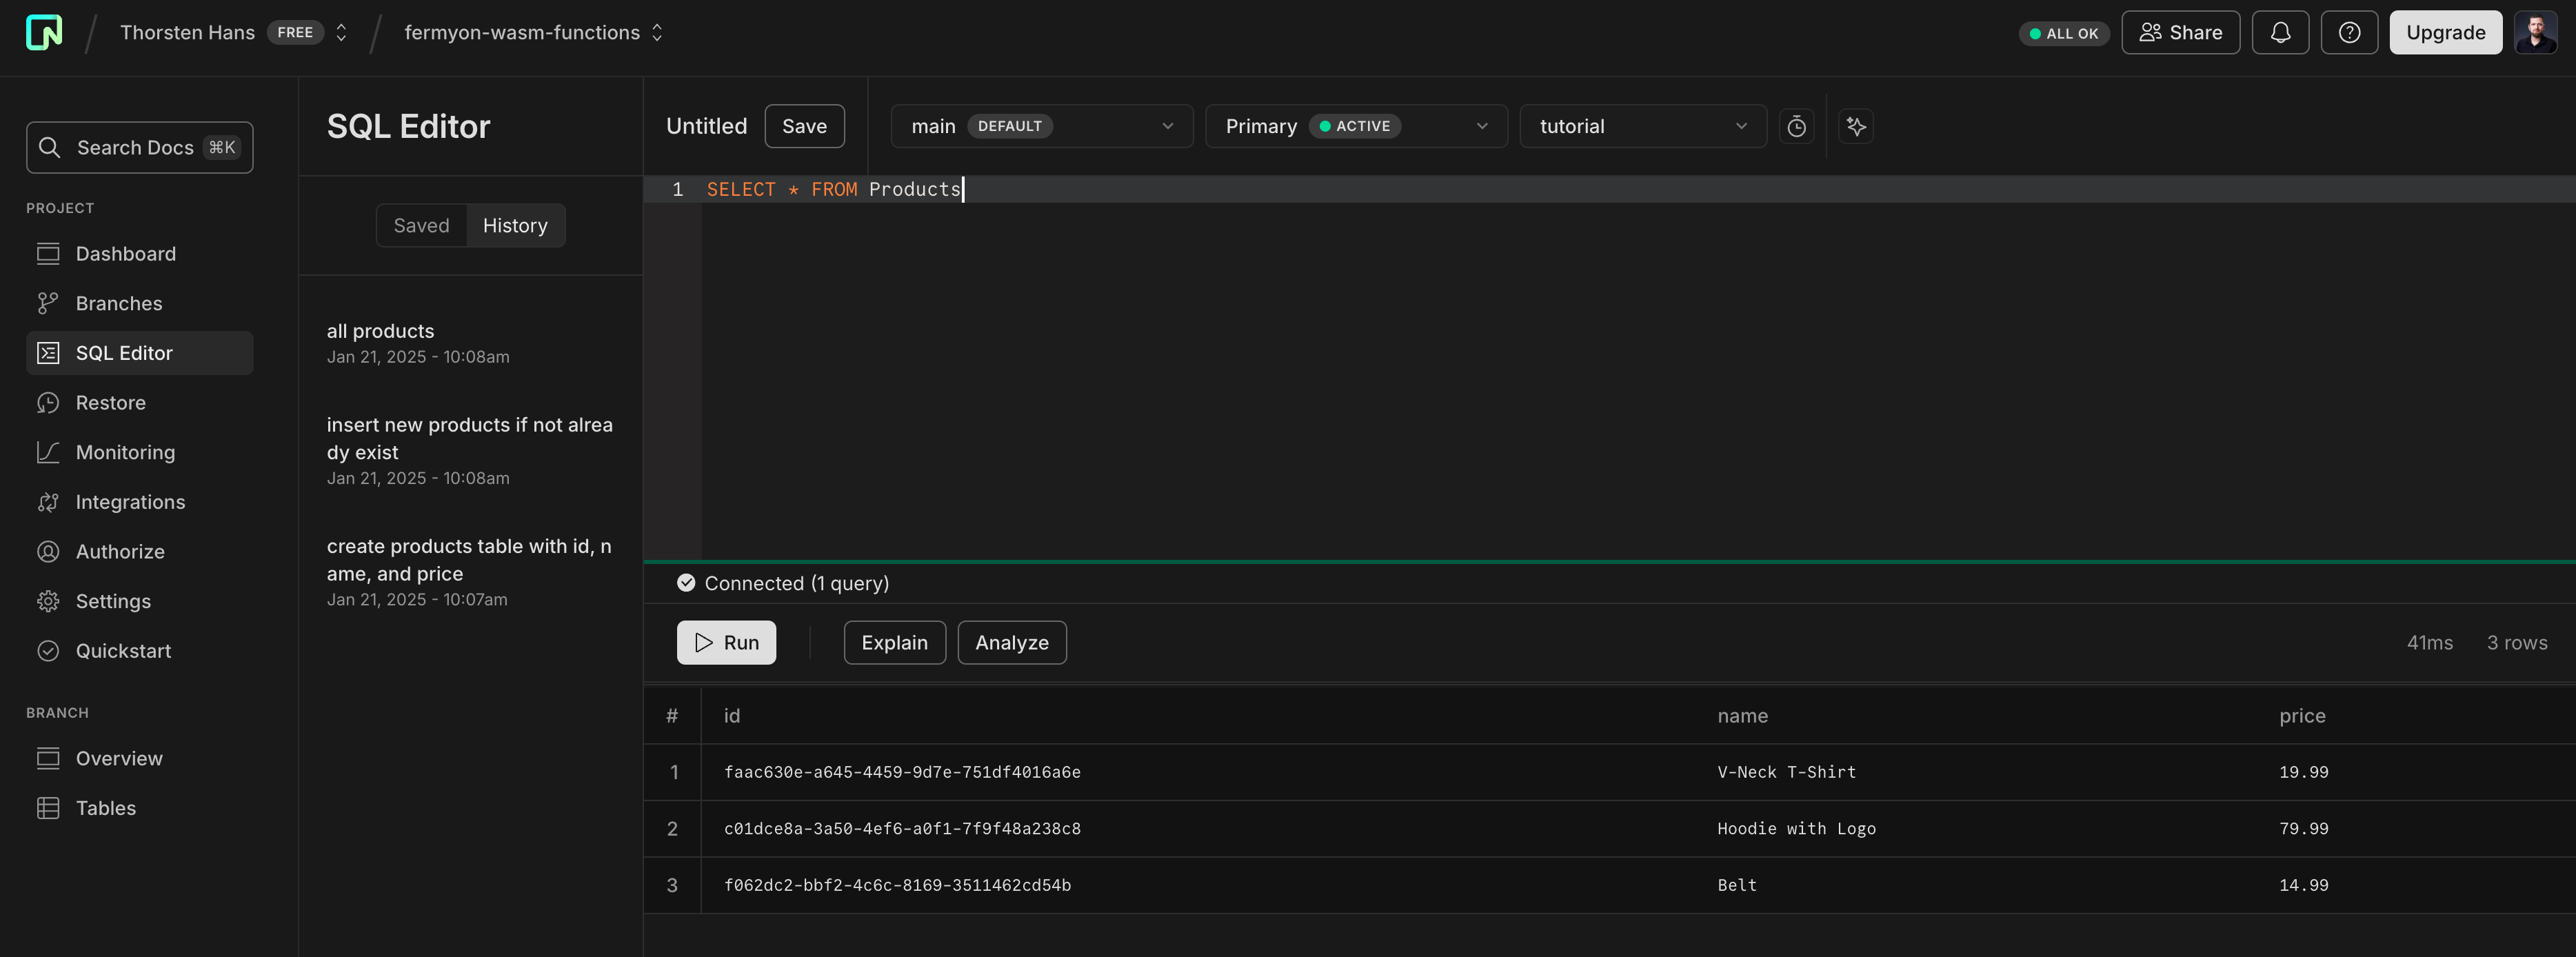 Thorsten Hans FREE
fermyon-wasm-functions
ALL OK
Share
Upgrade
Search Docs ⌘K
PROJECT
Dashboard
Branches
SQL Editor
Restore
Monitoring
Integrations
Authorize
Settings
Quickstart
BRANCH
Overview
Tables
SQL Editor
Saved
History
all products
Jan 21, 2025 - 10:08am
insert new products if not alrea
dy exist
Jan 21, 2025 - 10:08am
create products table with id, n
ame, and price
Jan 21, 2025 - 10:07am
Untitled
Save
main DEFAULT
Primary ACTIVE
tutorial
1 SELECT * FROM Products
Connected (1 query)
Run
Explain
Analyze
41ms
3 rows
# id name price
1 faac630e-a645-4459-9d7e-751df4016a6e V-Neck T-Shirt 19.99
2 c01dce8a-3a50-4ef6-a0f1-7f9f48a238c8 Hoodie with Logo 79.99
3 f062dc2-bbf2-4c6c-8169-3511462cd54b Belt 14.99